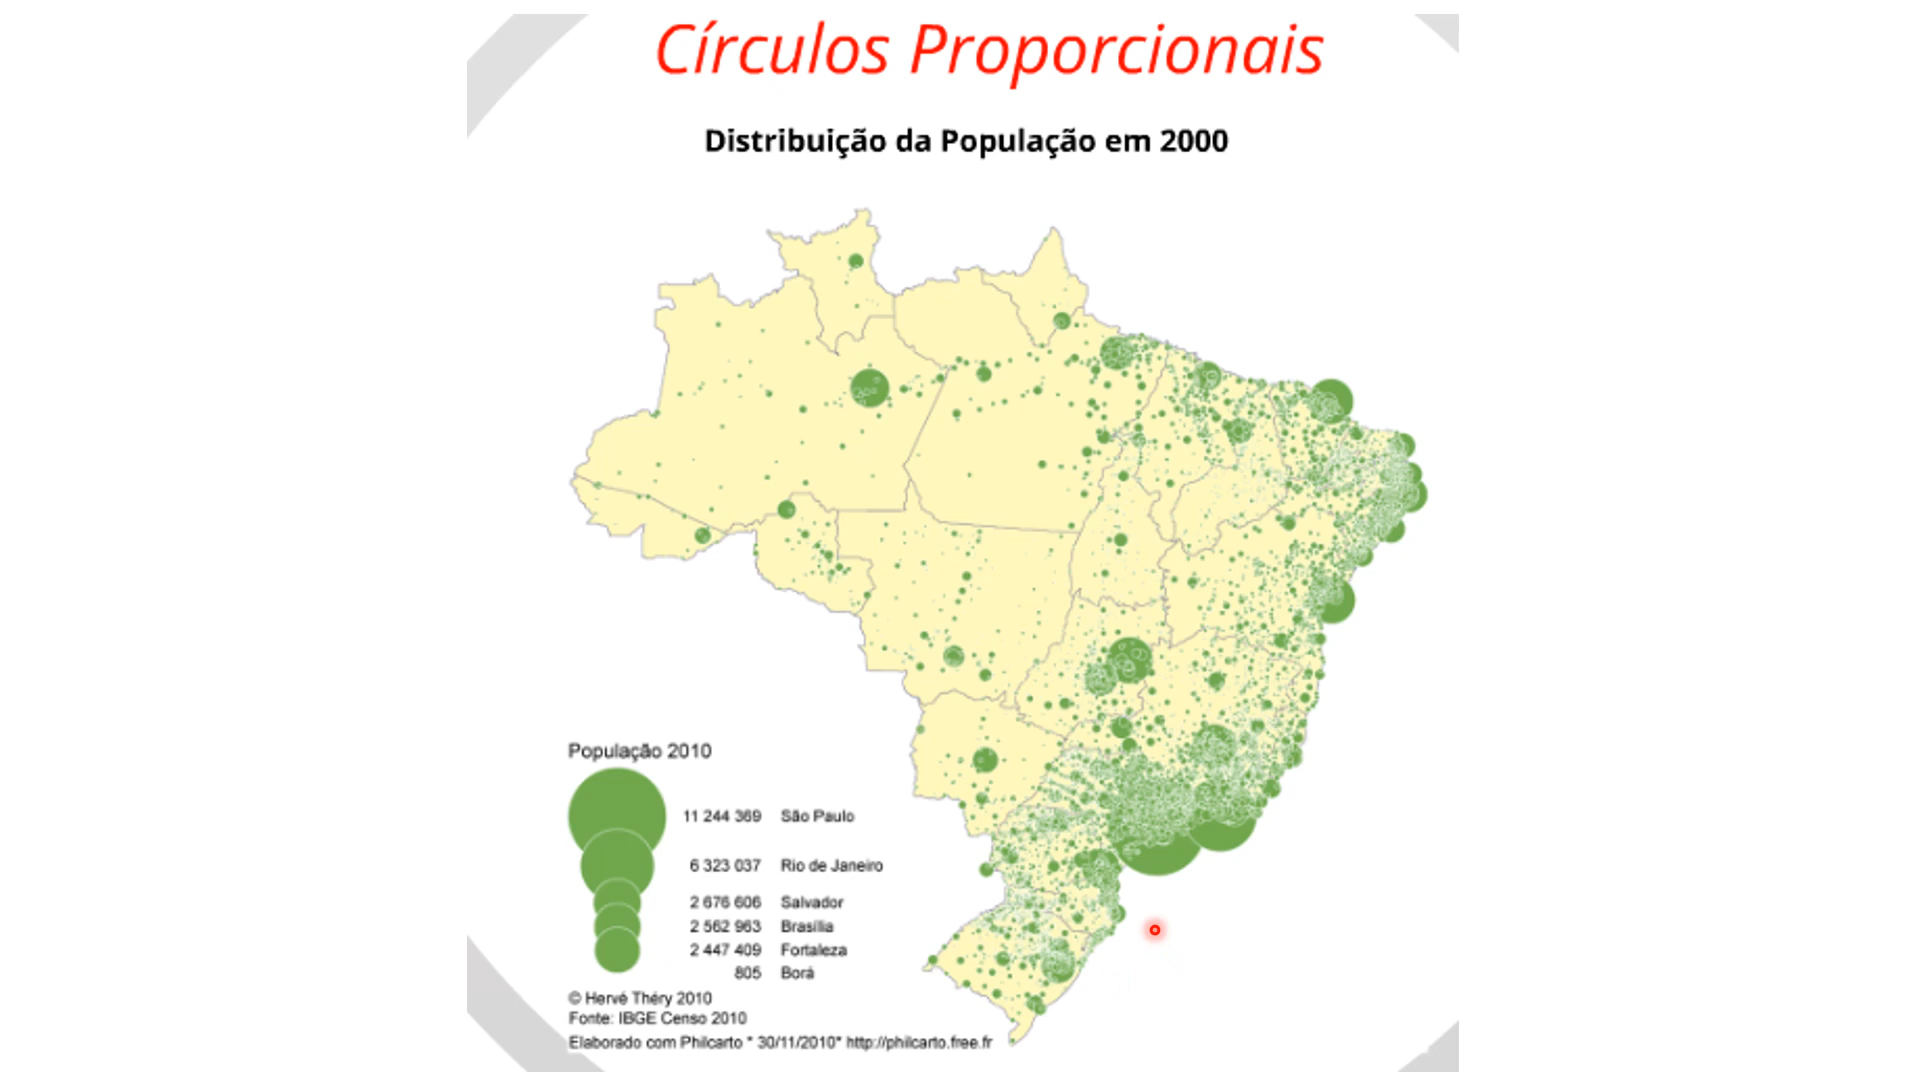 Círculos Proporcionais
Distribuição da População em 2000
População 2010
11 244 369 São Paulo
6 323 037 Rio de Janeiro
2 676 606 Salvador
2 562 963 Brasília
2 447 409 Fortaleza
805 Borá
© Hervé Théry 2010
Fonte: IBGE Censo 2010
Elaborado com Philcarto * 30/11/2010* http://philcarto.free.fr